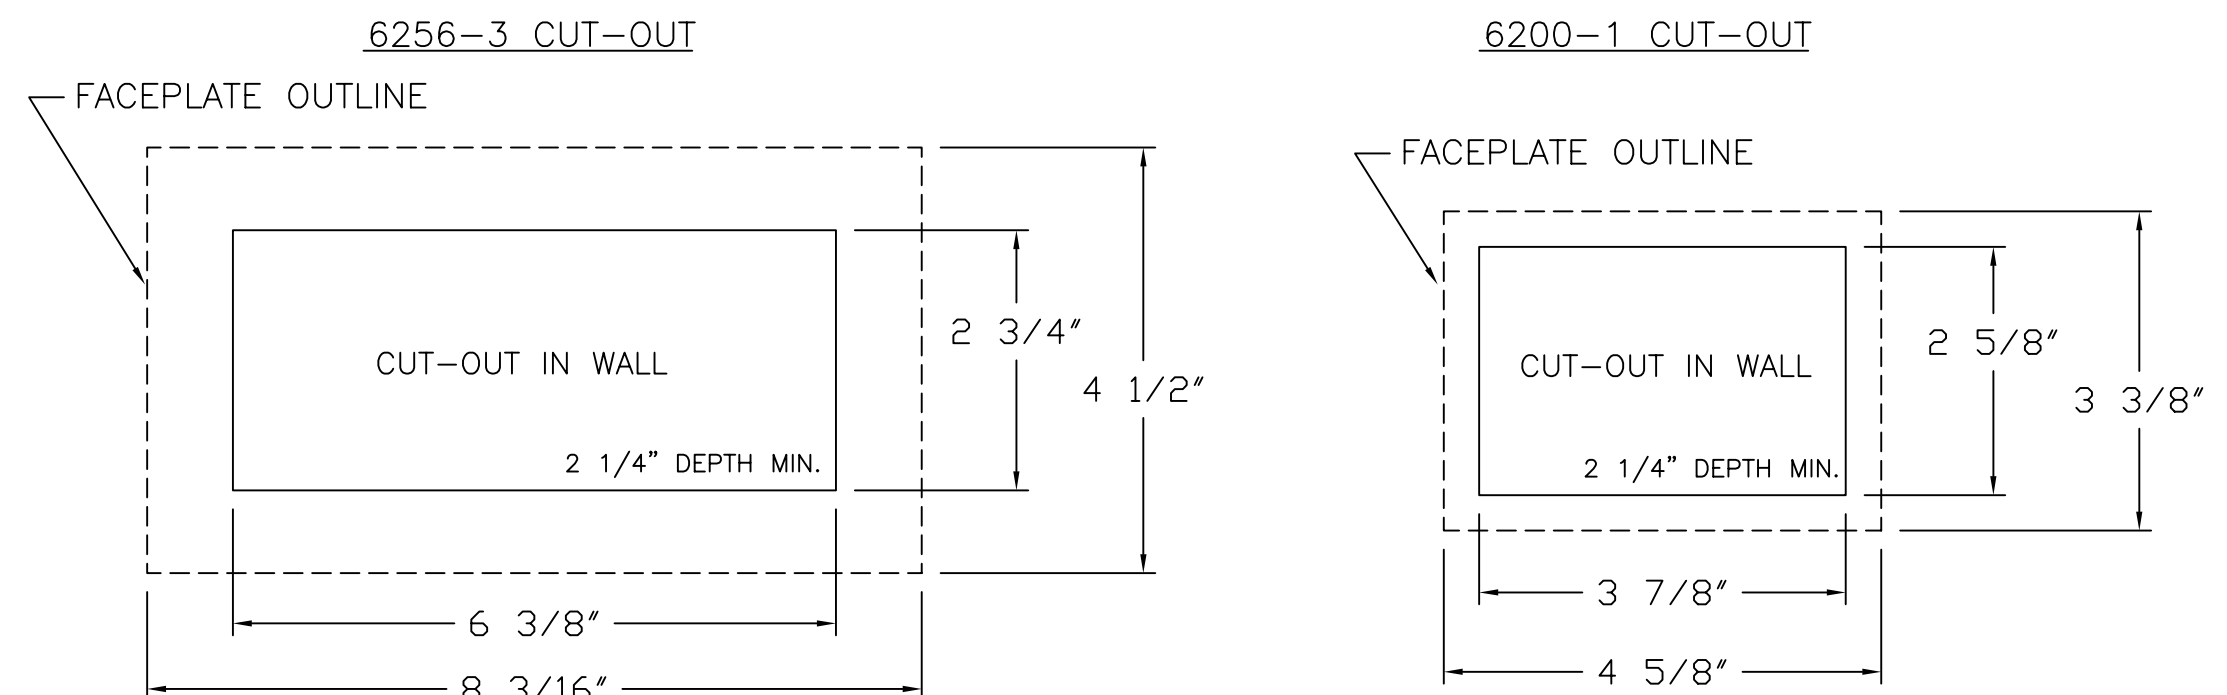 6256-3 CUT-OUT
FACEPLATE OUTLINE
CUT-OUT IN WALL
2 1/4" DEPTH MIN.
2 3/4"
4 1/2"
6 3/8"
8 3/16"
6200-1 CUT-OUT
FACEPLATE OUTLINE
CUT-OUT IN WALL
2 1/4" DEPTH MIN.
2 5/8"
3 3/8"
3 7/8"
4 5/8"